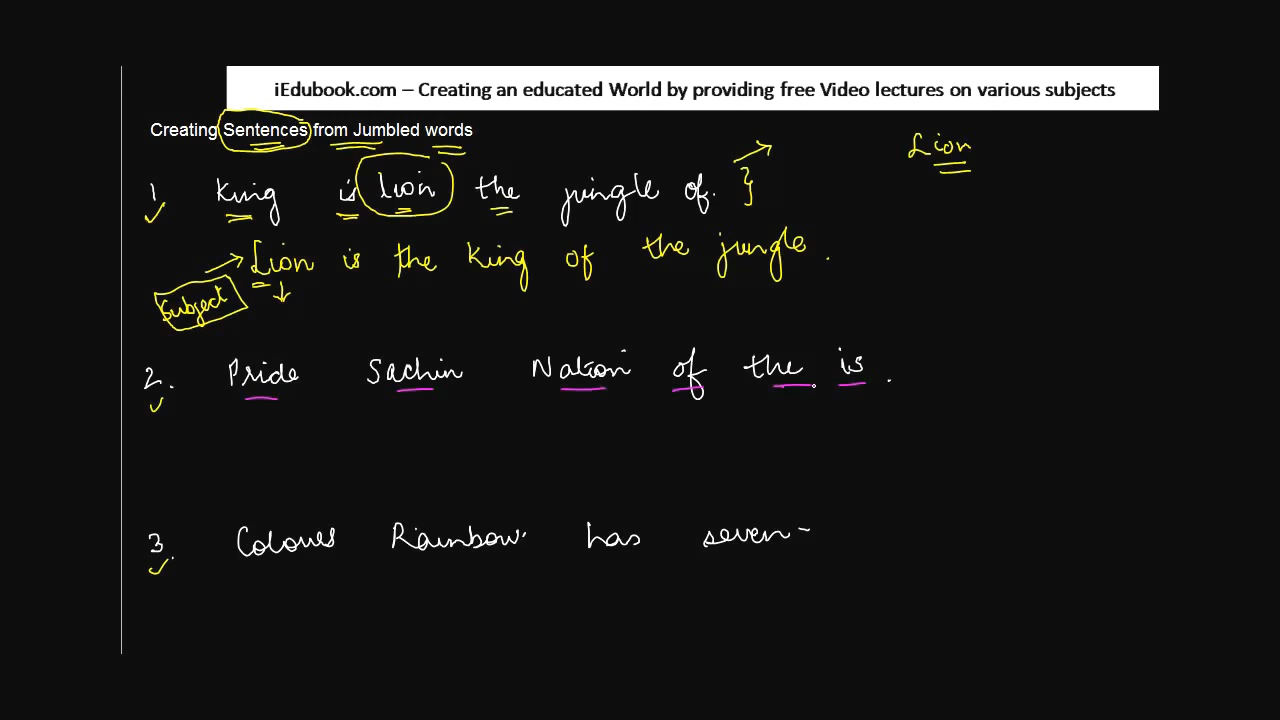 iEdubook.com – Creating an educated World by providing free Video lectures on various subjects
Creating Sentences from Jumbled words
Lion
1 King is lion the jungle of.
Lion is the King of the jungle.
Subject
2. Pride Sachin Nation of the is.
3. Colours Rainbow has seven-